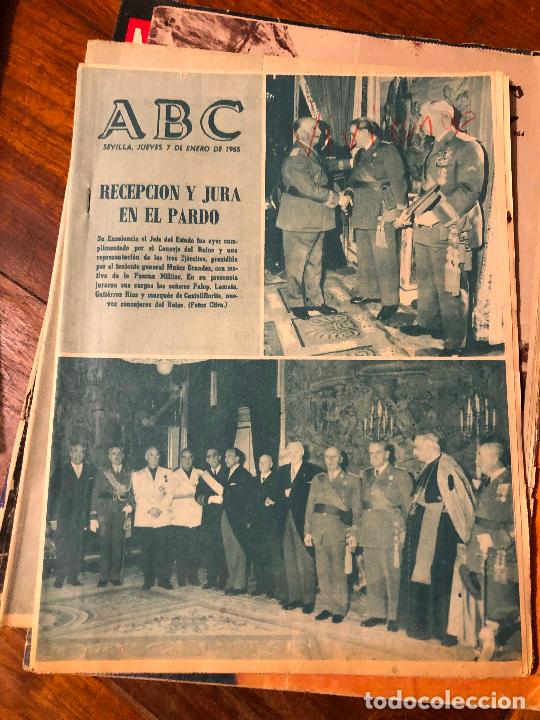 ABC
SEVILLA, JUEVES 7 DE ENERO DE 1965
RECEPCION Y JURA
EN EL PARDO
Su Excelencia el Jefe del Estado fue ayer cum-
plimentado por el Consejo del Reino y una
representación de los tres Ejércitos, presidida
por el teniente general Muñoz Grandes, con mo-
tivo de la Pascua Militar. En su presencia
juraron sus cargos los señores Palop, Lamata,
Gutiérrez Ríos y marqués de Castellflorite, nue-
vos consejeros del Reino. (Fotos Cifra.)
todocoleccion.net